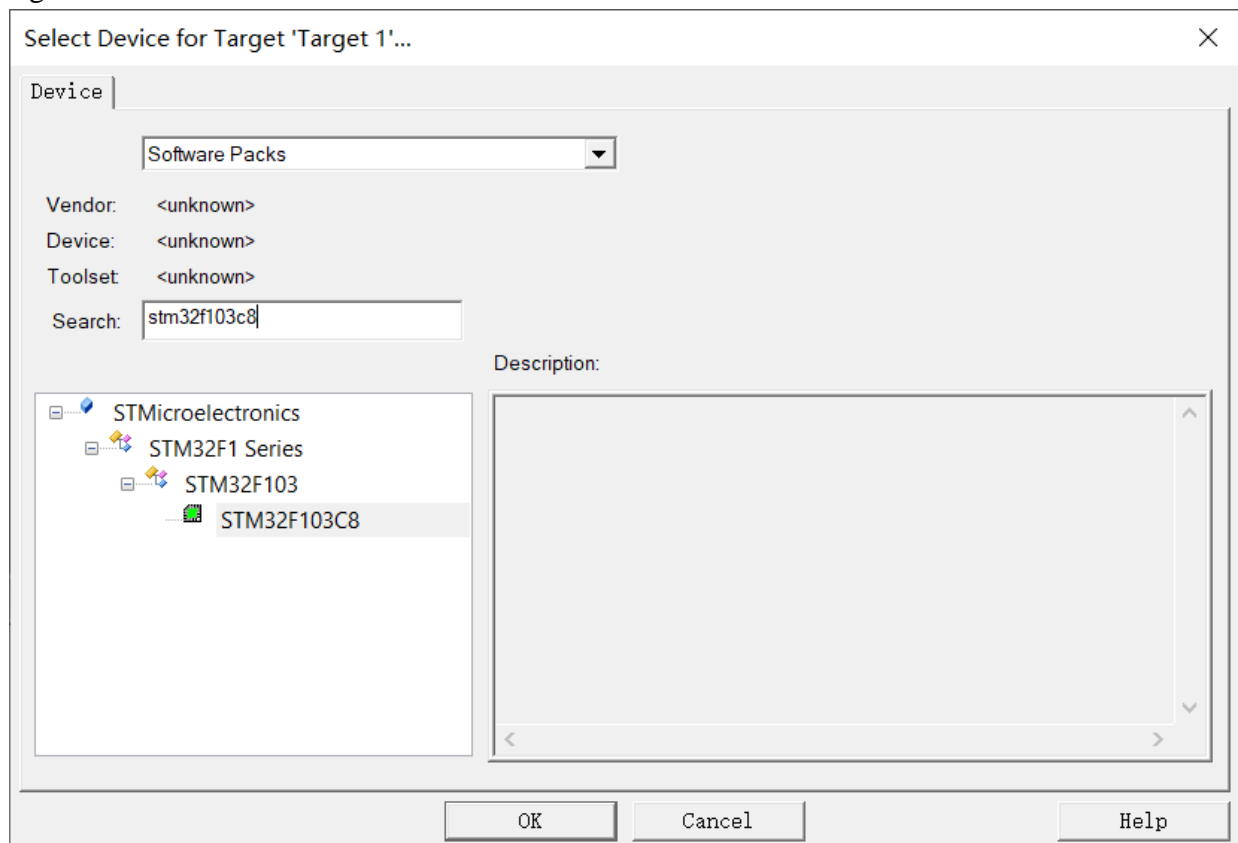 Select Device for Target 'Target 1'...
Device
Software Packs
Vendor: <unknown>
Device: <unknown>
Toolset: <unknown>
Search: stm32f103c8
Description:
STMicroelectronics
STM32F1 Series
STM32F103
STM32F103C8
OK Cancel Help